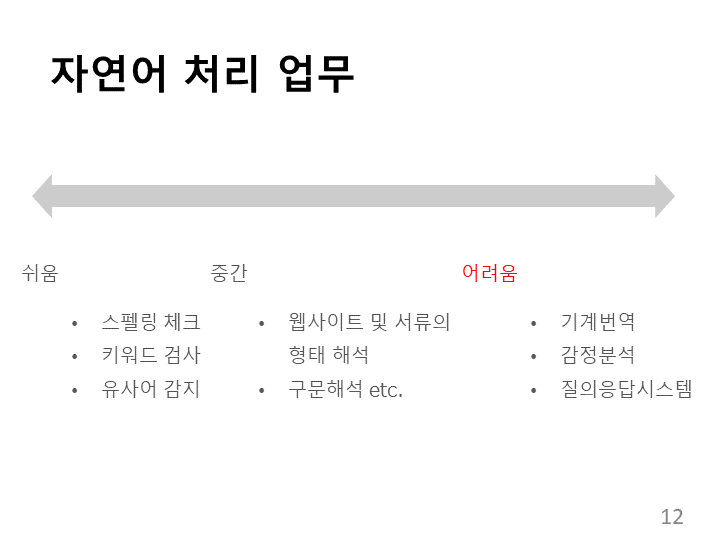 자연어 처리 업무
쉬움
중간
어려움
• 스펠링 체크
• 키워드 검사
• 유사어 감지
• 웹사이트 및 서류의
형태 해석
• 구문해석 etc.
• 기계번역
• 감정분석
• 질의응답시스템
12